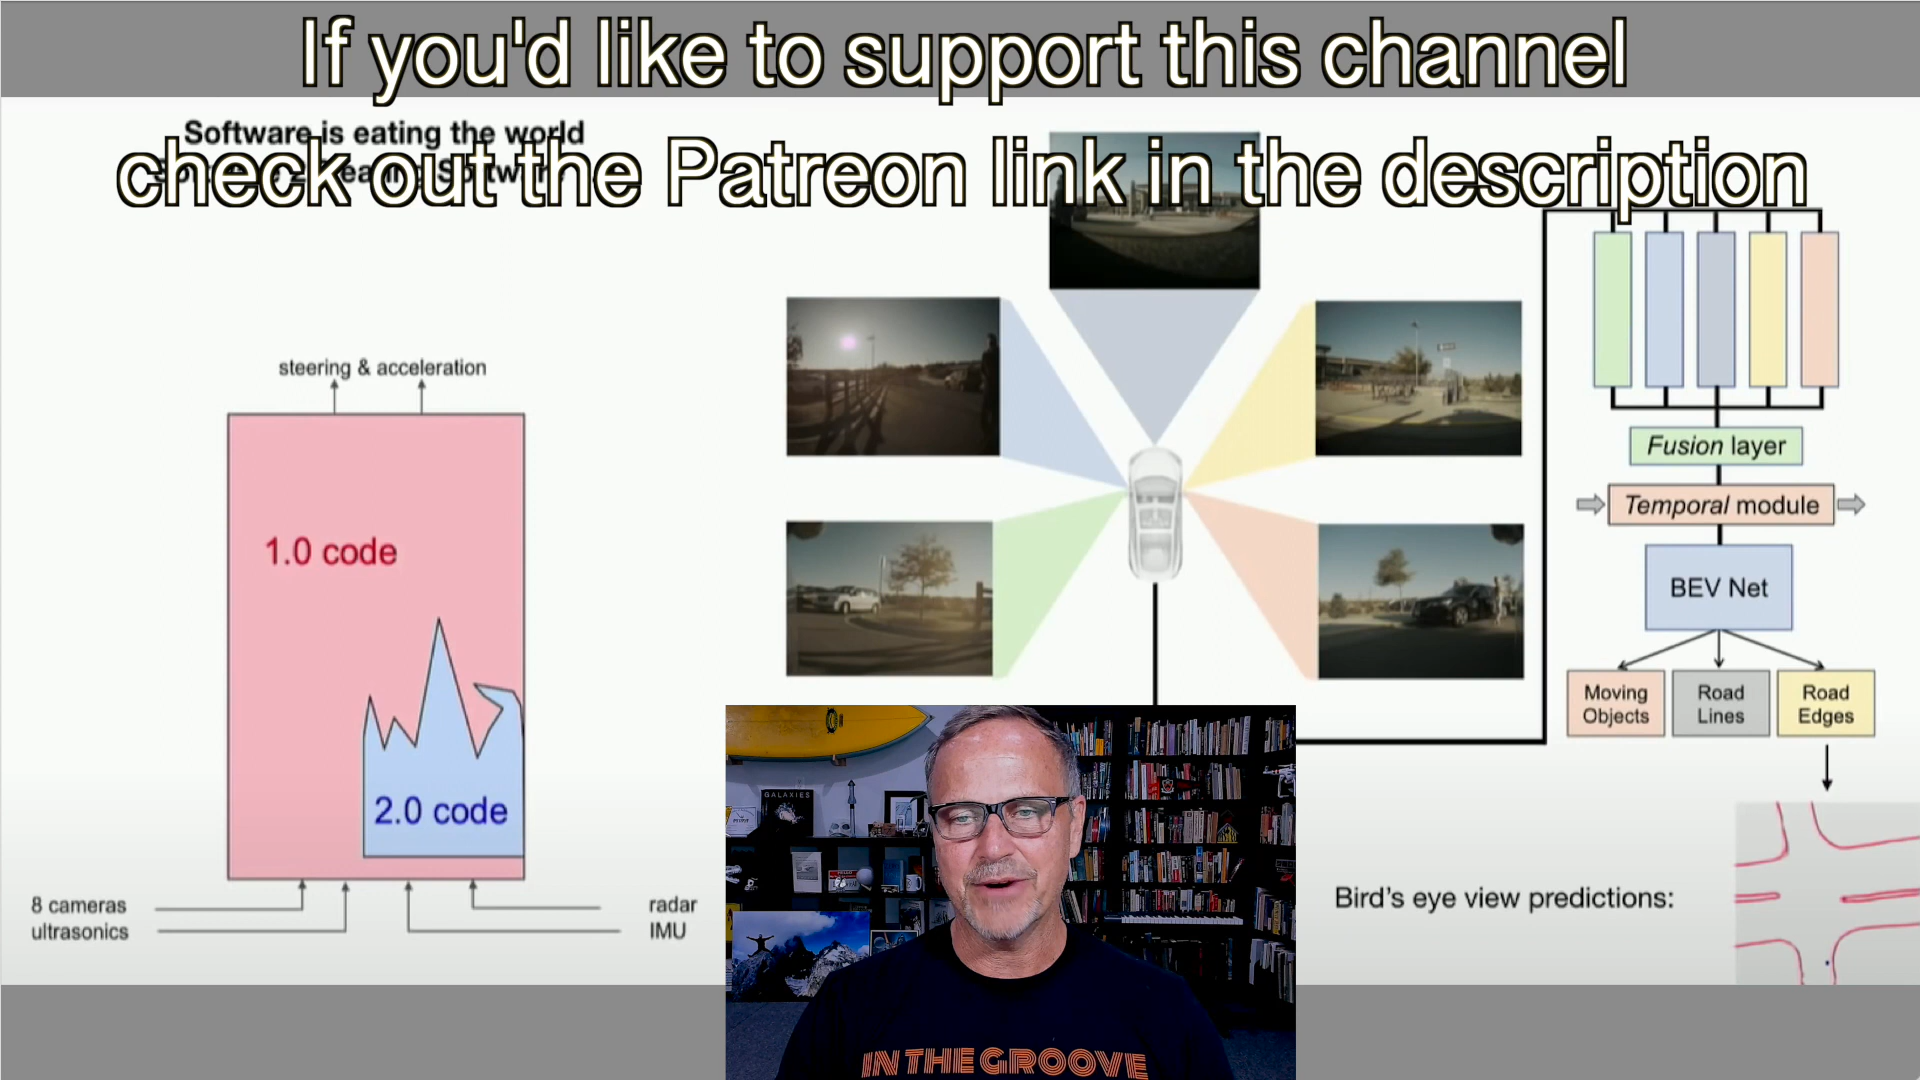 If you'd like to support this channel
check out the Patreon link in the description
Software is eating the world
steering & acceleration
1.0 code
2.0 code
8 cameras
ultrasonics
radar
IMU
Fusion layer
Temporal module
BEV Net
Moving
Objects
Road
Lines
Road
Edges
Bird's eye view predictions:
GALAXIES
IN THE GROOVE